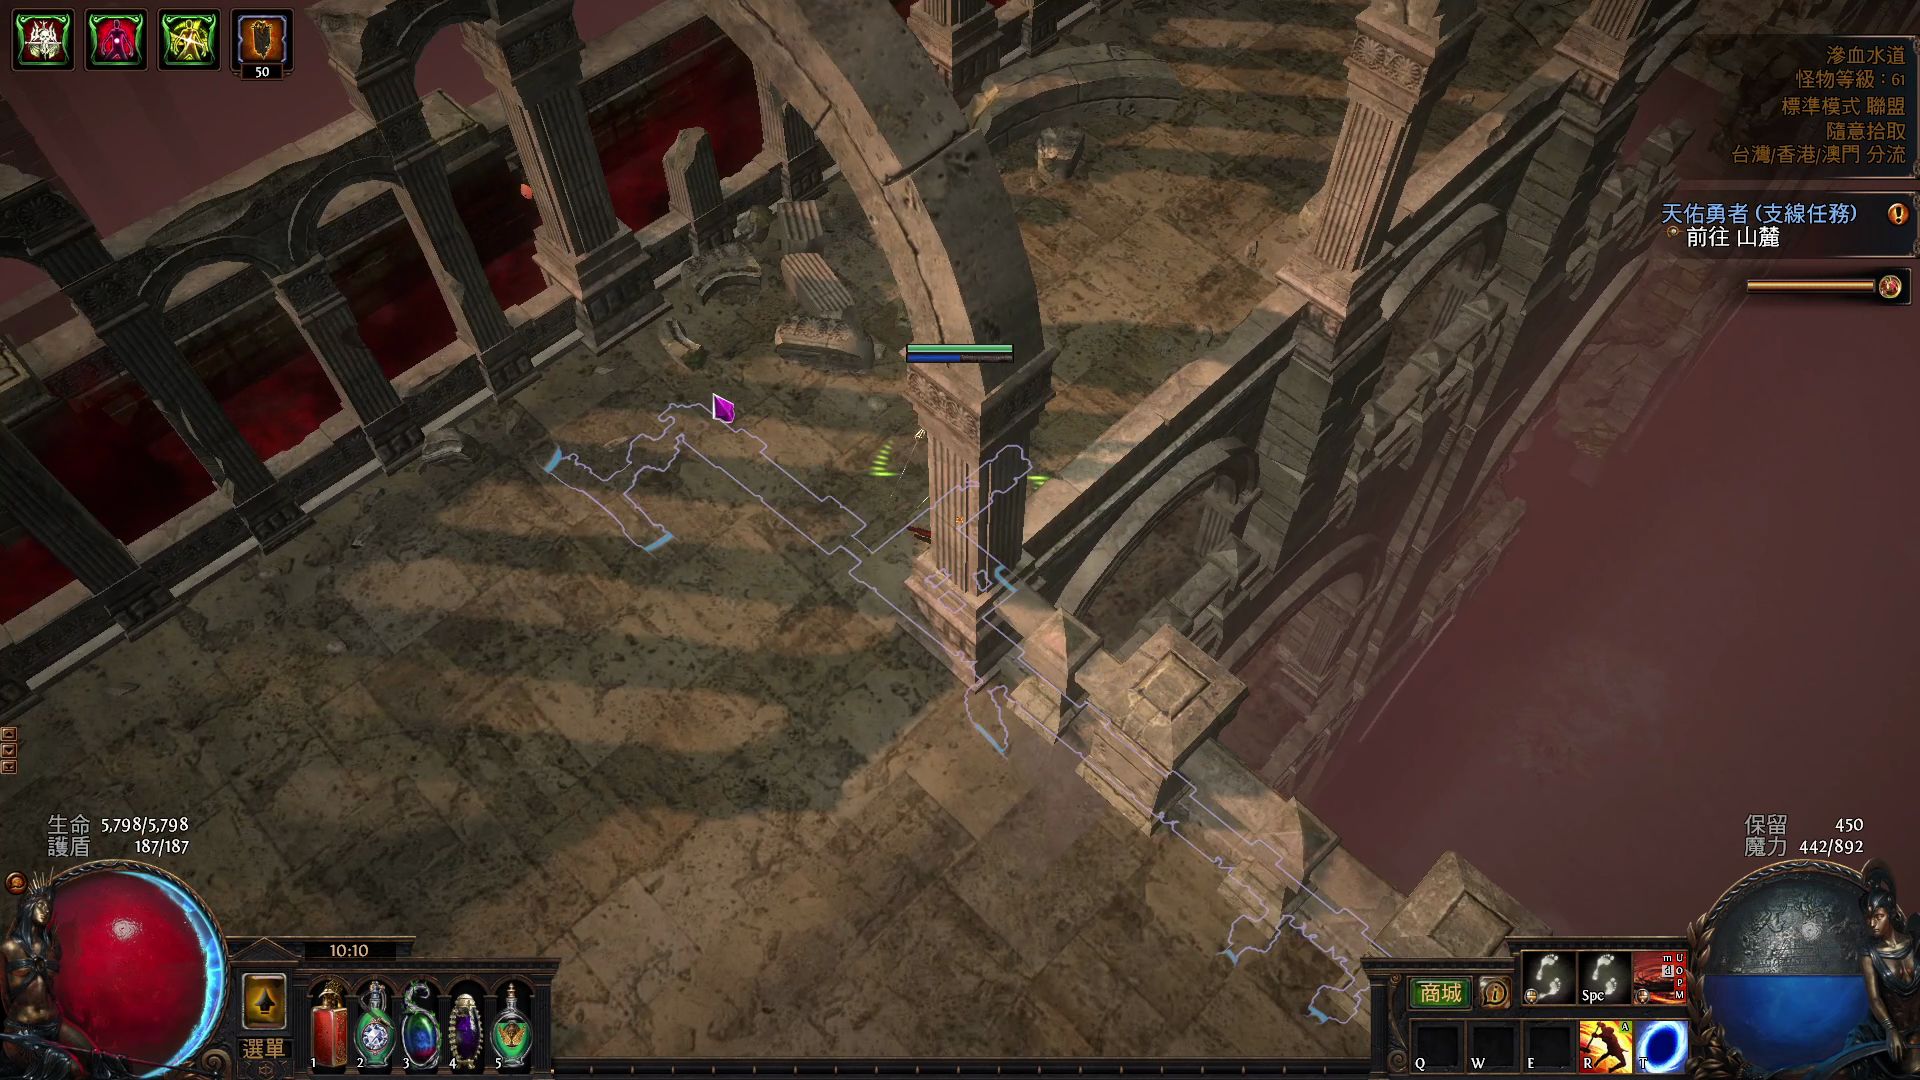 50
滲血水道
怪物等級：61
標準模式 聯盟
隨意拾取
台灣/香港/澳門 分流
天佑勇者 (支線任務)
前往 山麓
生命 5,798/5,798
護盾 187/187
保留 450
魔力 442/892
10:10
選單
1 2 3 4 5
商城
Spc
m U
d O
P
M
Q W E R A T